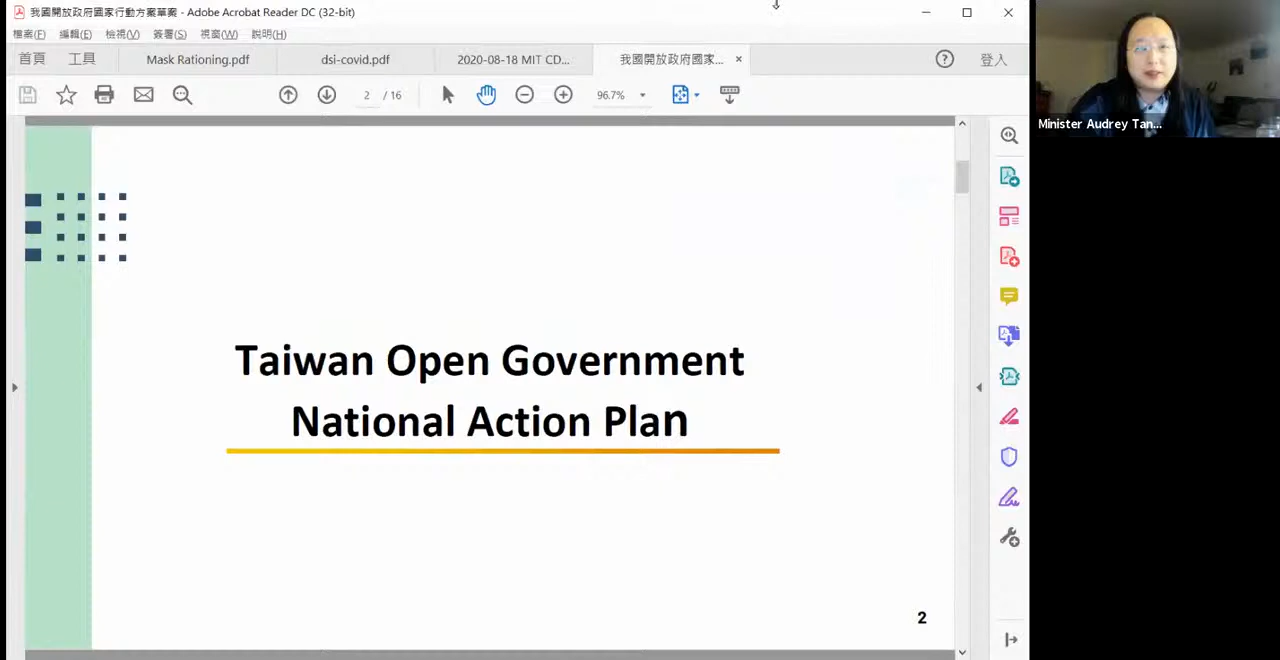 我國開放政府國家行動方案草案 - Adobe Acrobat Reader DC (32-bit)
檔案(F) 編輯(E) 檢視(V) 簽署(S) 視窗(W) 說明(H)
首頁 工具 Mask Rationing.pdf dsi-covid.pdf 2020-08-18 MIT CD... 我國開放政府國家... × ? 登入
2 / 16 96.7%
Minister Audrey Tan...
Taiwan Open Government
National Action Plan
2